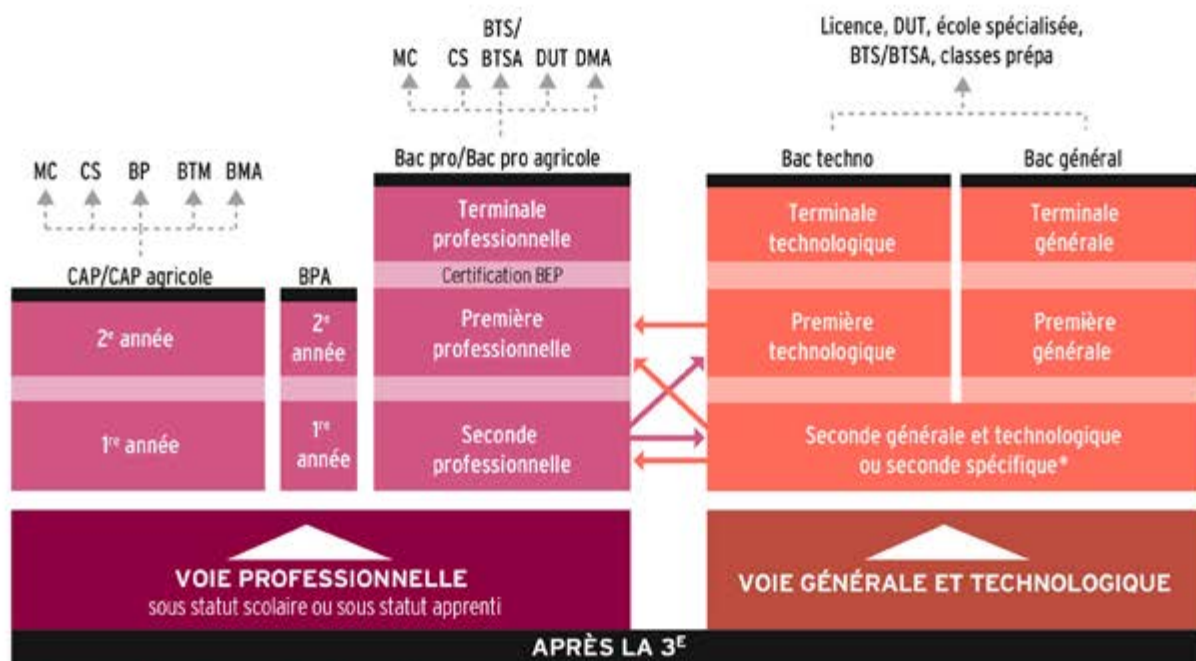 BTS/
MC CS BTSA DUT DMA
Licence, DUT, école spécialisée,
BTS/BTSA, classes prépa
MC CS BP BTM BMA
Bac pro/Bac pro agricole
Bac techno
Bac général
Terminale
professionnelle
Terminale
technologique
Terminale
générale
CAP/CAP agricole
BPA
Certification BEP
2e année
2e
année
Première
professionnelle
Première
technologique
Première
générale
1re année
1re
année
Seconde
professionnelle
Seconde générale et technologique
ou seconde spécifique*
VOIE PROFESSIONNELLE
sous statut scolaire ou sous statut apprenti
VOIE GÉNÉRALE ET TECHNOLOGIQUE
APRÈS LA 3E